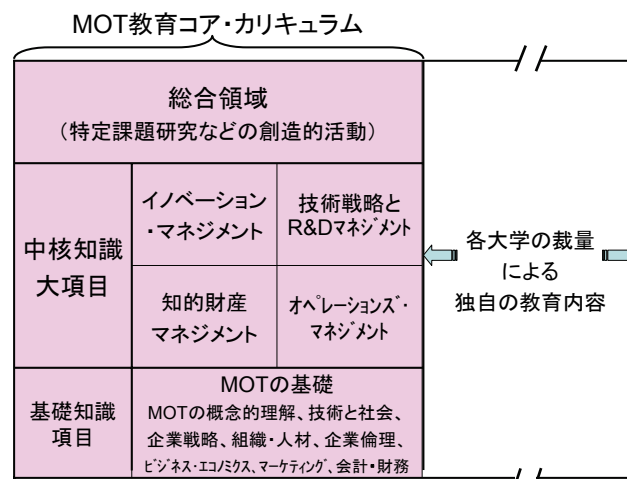 MOT教育コア・カリキュラム
総合領域
（特定課題研究などの創造的活動）
中核知識
大項目
イノベーション
・マネジメント
技術戦略と
R&Dマネジメント
知的財産
マネジメント
オペレーションズ・
マネジメント
各大学の裁量
による
独自の教育内容
基礎知識
項目
MOTの基礎
MOTの概念的理解、技術と社会、
企業戦略、組織・人材、企業倫理、
ビジネス・エコノミクス、マーケティング、会計・財務